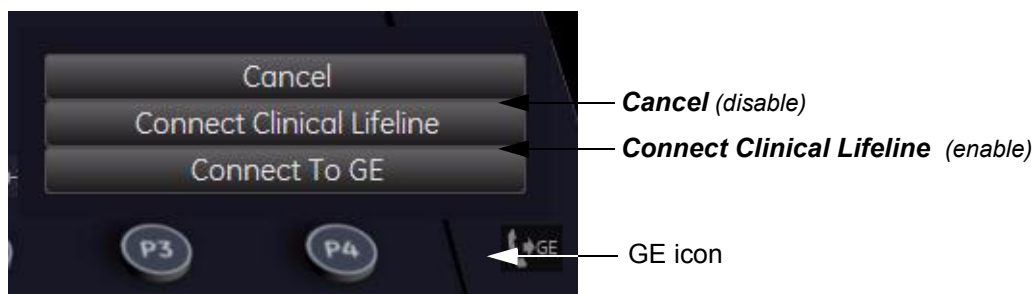 Cancel
Connect Clinical Lifeline
Connect To GE
P3
P4
GE
Cancel (disable)
Connect Clinical Lifeline (enable)
GE icon